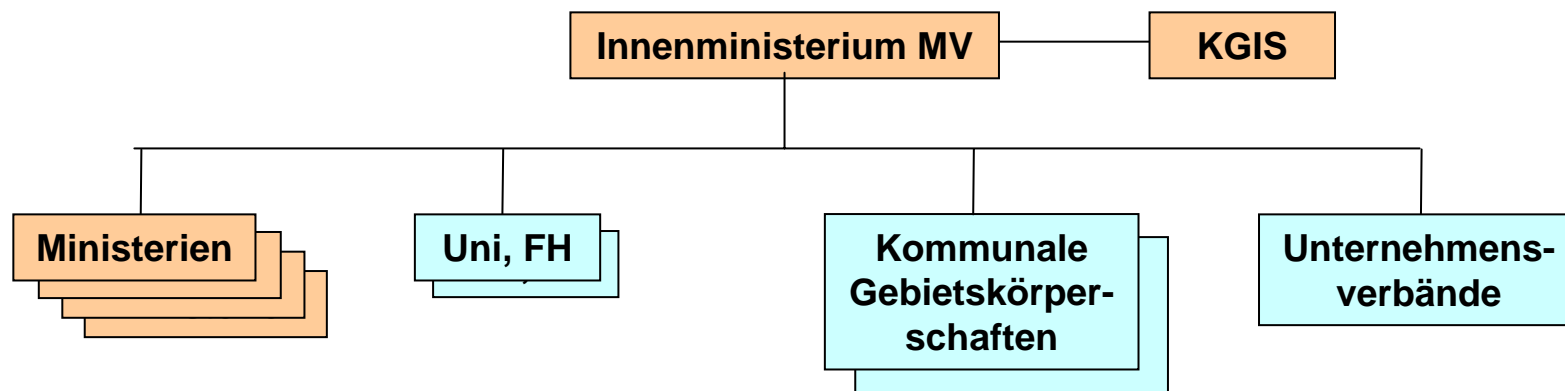 Innenministerium MV
KGIS
Ministerien
Uni, FH
Kommunale
Gebietskörper-
schaften
Unternehmens-
verbände